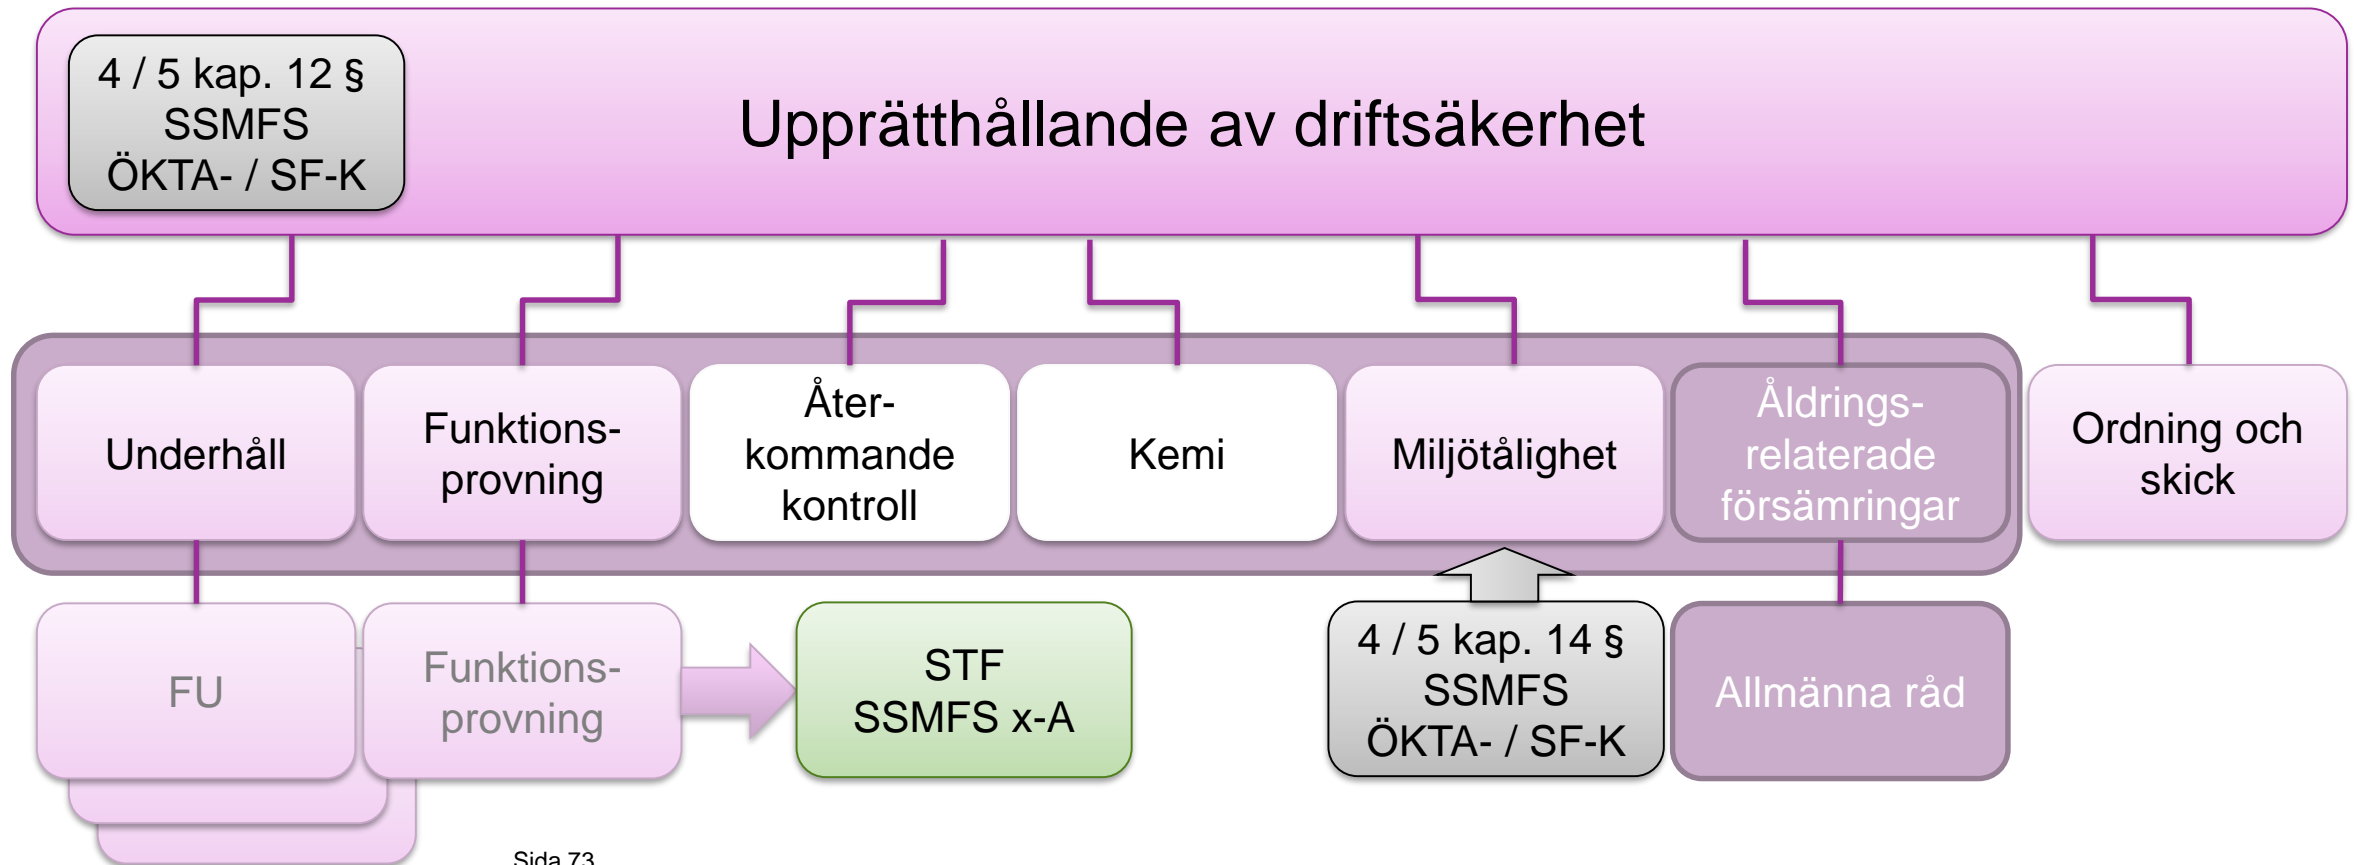 4 / 5 kap. 12 §
SSMFS
ÖKTA- / SF-K
Upprätthållande av driftsäkerhet
Underhåll
Funktions-
provning
Åter-
kommande
kontroll
Kemi
Miljötålighet
Åldrings-
relaterade
försämringar
Ordning och
skick
FU
Funktions-
provning
STF
SSMFS x-A
4 / 5 kap. 14 §
SSMFS
ÖKTA- / SF-K
Allmänna råd
Sida 73